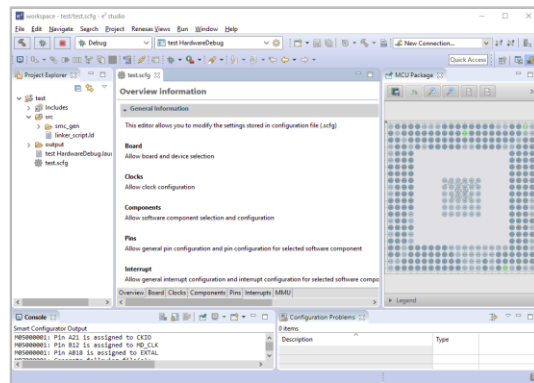 workspace - test/test.scfg - e² studio
File Edit Navigate Search Project Renesas Views Run Window Help
Debug
test HardwareDebug
New Connection...
Quick Access
Project Explorer
test.scfg
MCU Package
test
Includes
src
smc_gen
linker_script.ld
output
test HardwareDebug.lau
test.scfg
Overview information
General Information
This editor allows you to modify the settings stored in configuration file (.scfg)
Board
Allow board and device selection
Clocks
Allow clock configuration
Components
Allow software component selection and configuration
Pins
Allow general pin configuration and pin configuration for selected software component
Interrupt
Allow general interrupt configuration and interrupt configuration for selected software compo
Overview Board Clocks Components Pins Interrupts MMU
Legend
Console
Smart Configurator Output
M05000001: Pin A21 is assigned to CKIO
M05000001: Pin B12 is assigned to MD_CLK
M05000001: Pin AB18 is assigned to EXTAL
Configuration Problems
0 items
Description Type